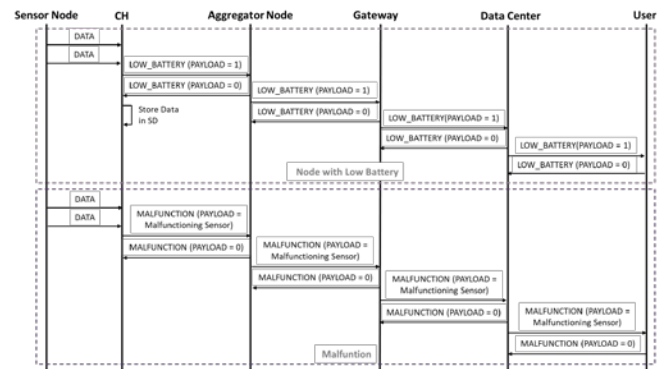 Sensor Node CH Aggregator Node Gateway Data Center User
DATA
DATA
LOW_BATTERY (PAYLOAD = 1)
LOW_BATTERY (PAYLOAD = 0)
LOW_BATTERY (PAYLOAD = 1)
Store Data
in SD
LOW_BATTERY (PAYLOAD = 0)
LOW_BATTERY(PAYLOAD = 1)
LOW_BATTERY (PAYLOAD = 0)
LOW_BATTERY(PAYLOAD = 1)
LOW_BATTERY (PAYLOAD = 0)
Node with Low Battery
DATA
DATA
MALFUNCTION (PAYLOAD =
Malfunctioning Sensor)
MALFUNCTION (PAYLOAD = 0)
MALFUNCTION (PAYLOAD =
Malfunctioning Sensor)
MALFUNCTION (PAYLOAD = 0)
MALFUNCTION (PAYLOAD =
Malfunctioning Sensor)
MALFUNCTION (PAYLOAD = 0)
MALFUNCTION (PAYLOAD =
Malfunctioning Sensor)
MALFUNCTION (PAYLOAD = 0)
Malfuntion